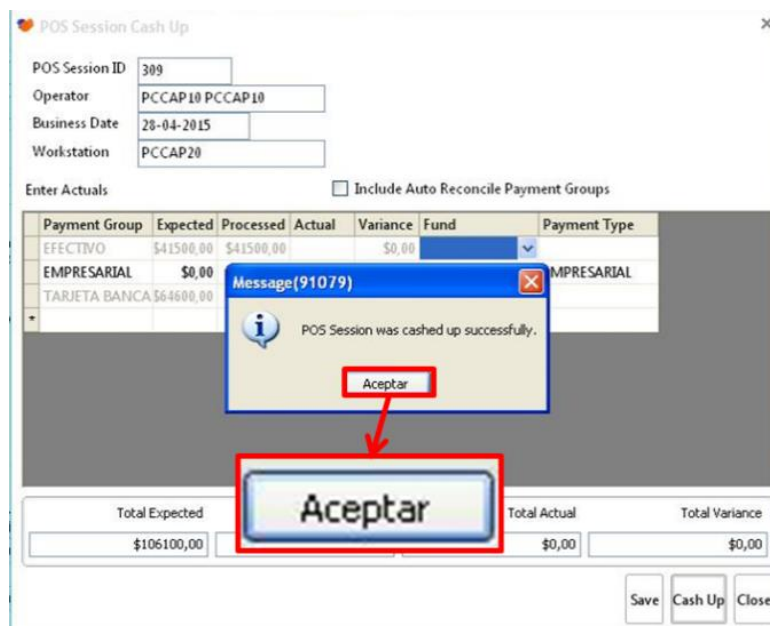 POS Session Cash Up
POS Session ID 309
Operator PCCAP10 PCCAP10
Business Date 28-04-2015
Workstation PCCAP20
Enter Actuals Include Auto Reconcile Payment Groups
Payment Group Expected Processed Actual Variance Fund Payment Type
EFECTIVO $41500,00 $41500,00 $0,00
EMPRESARIAL $0,00 MPRESARIAL
TARJETA BANCA $64600,00
*
Message(91079)
POS Session was cashed up successfully.
Aceptar
Aceptar
Total Expected Total Actual Total Variance
$106100,00 $0,00 $0,00
Save Cash Up Close